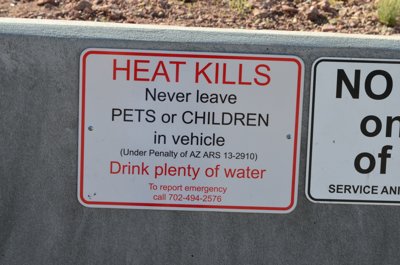 HEAT KILLS
Never leave
PETS or CHILDREN
in vehicle
(Under Penalty of AZ ARS 13-2910)
Drink plenty of water
To report emergency
call 702-494-2576
NO
on
of
SERVICE ANI